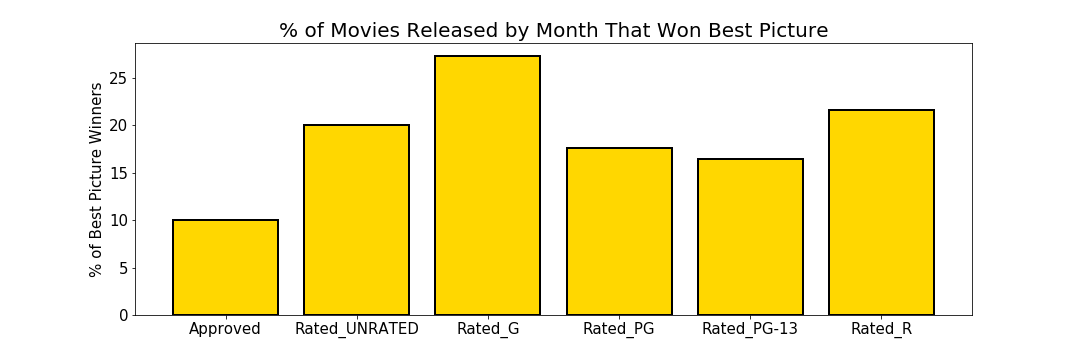 % of Movies Released by Month That Won Best Picture
% of Best Picture Winners
25
20
15
10
5
0
Approved Rated_UNRATED Rated_G Rated_PG Rated_PG-13 Rated_R